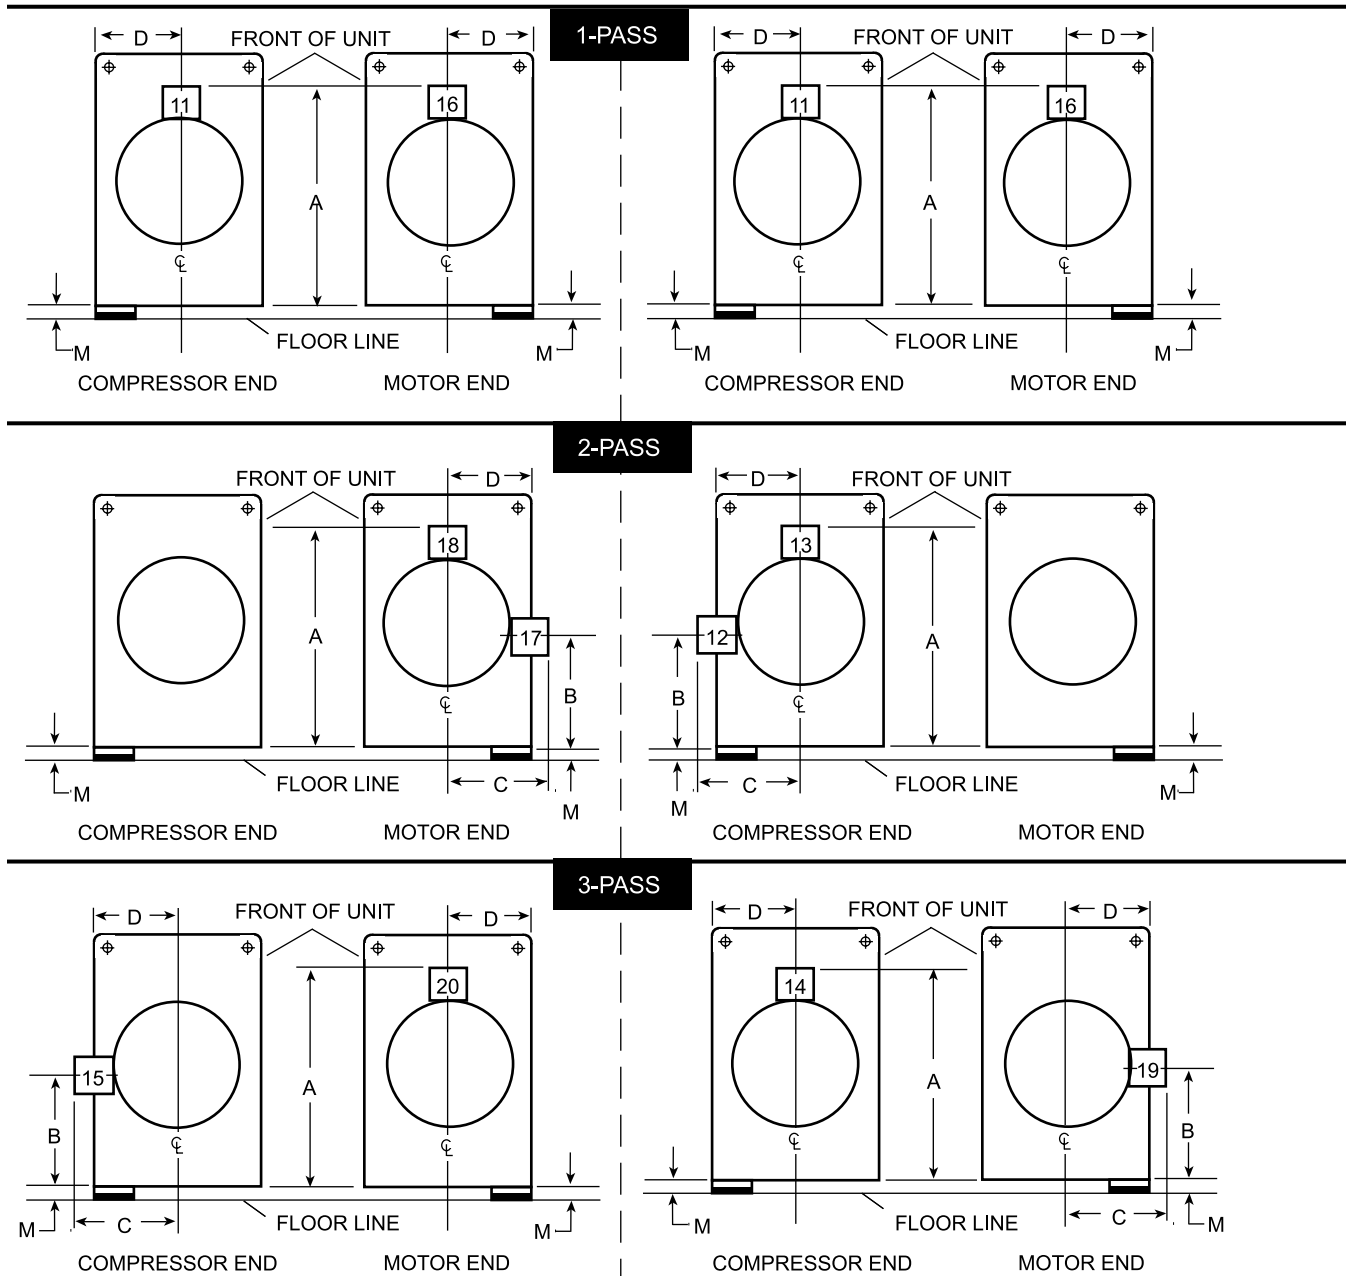 1-PASS
D FRONT OF UNIT D
11 16
A
℄ ℄
M FLOOR LINE M
COMPRESSOR END MOTOR END
D FRONT OF UNIT D
11 16
A
℄ ℄
M FLOOR LINE M
COMPRESSOR END MOTOR END
2-PASS
FRONT OF UNIT D
18
A 17
B
℄
M FLOOR LINE C M
COMPRESSOR END MOTOR END
D FRONT OF UNIT
13
12 A
B
℄
M C FLOOR LINE M
COMPRESSOR END MOTOR END
3-PASS
D FRONT OF UNIT D
20
15 A
B
℄ ℄
M C FLOOR LINE M
COMPRESSOR END MOTOR END
D FRONT OF UNIT D
14
A 19
B
℄ ℄
M FLOOR LINE C M
COMPRESSOR END MOTOR END